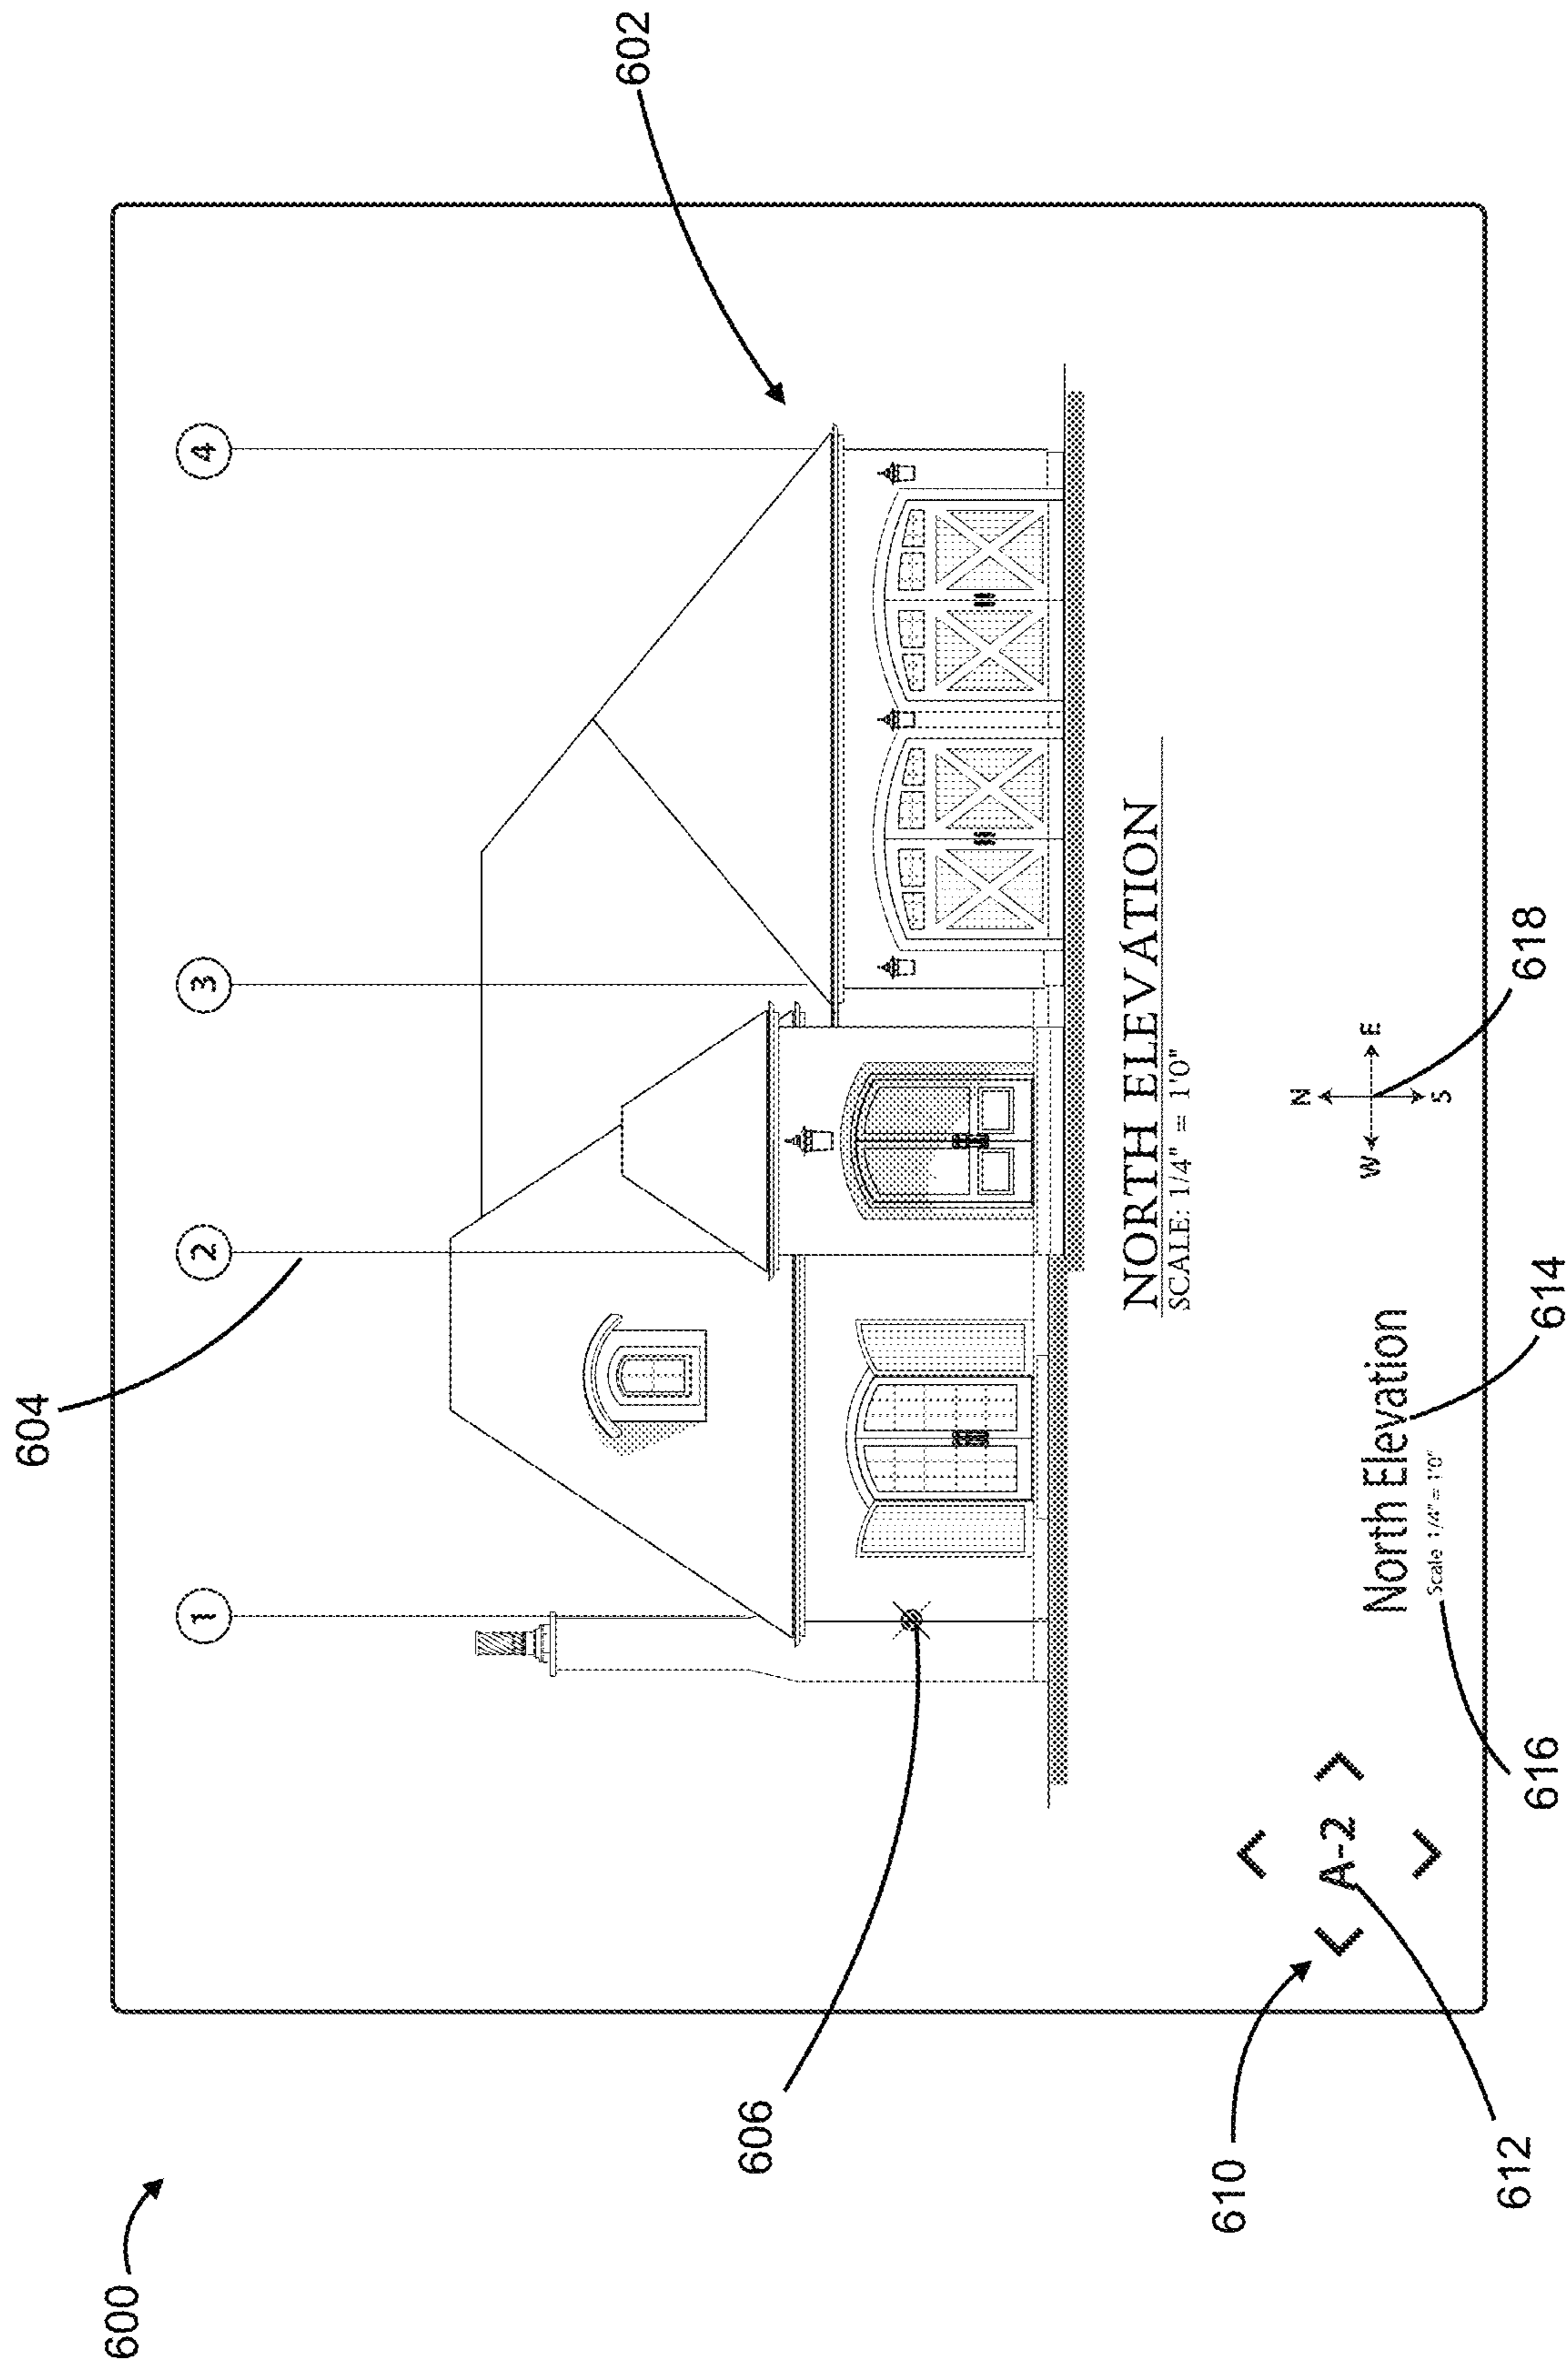 600
602
604
606
1
2
3
4
NORTH ELEVATION
SCALE: 1/4" = 1'0"
610
A-2
612
North Elevation
Scale 1/4" = 1'0"
614
616
N
W
E
S
618